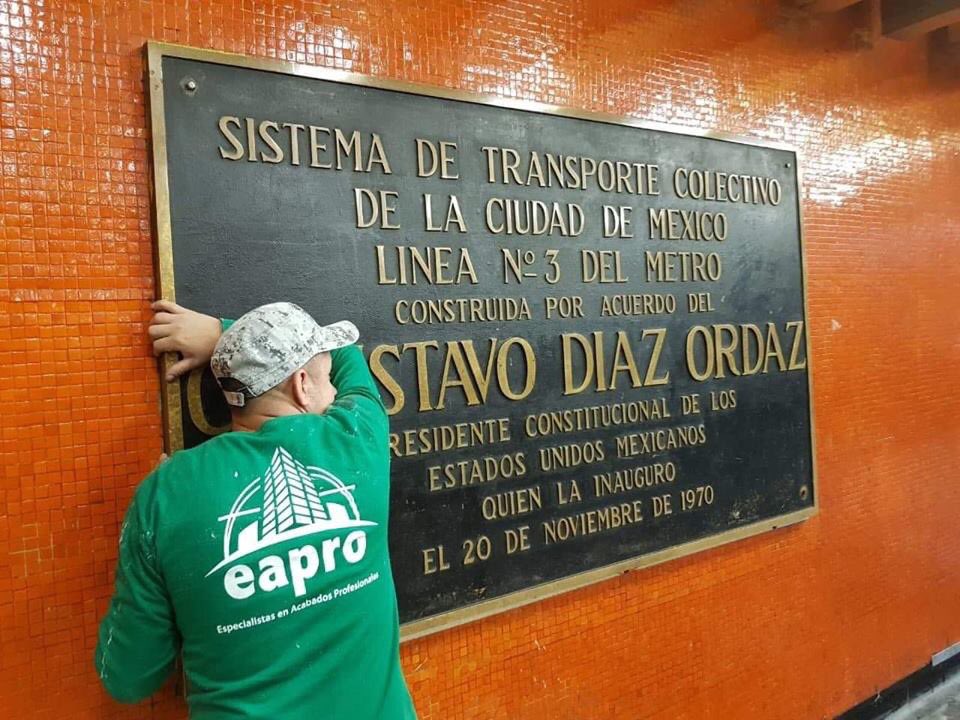 SISTEMA DE TRANSPORTE COLECTIVO
DE LA CIUDAD DE MEXICO
LINEA Nº 3 DEL METRO
CONSTRUIDA POR ACUERDO DEL
STAVO DIAZ ORDAZ
RESIDENTE CONSTITUCIONAL DE LOS
ESTADOS UNIDOS MEXICANOS
QUIEN LA INAUGURO
EL 20 DE NOVIEMBRE DE 1970
eapro
Especialistas en Acabados Profesionales